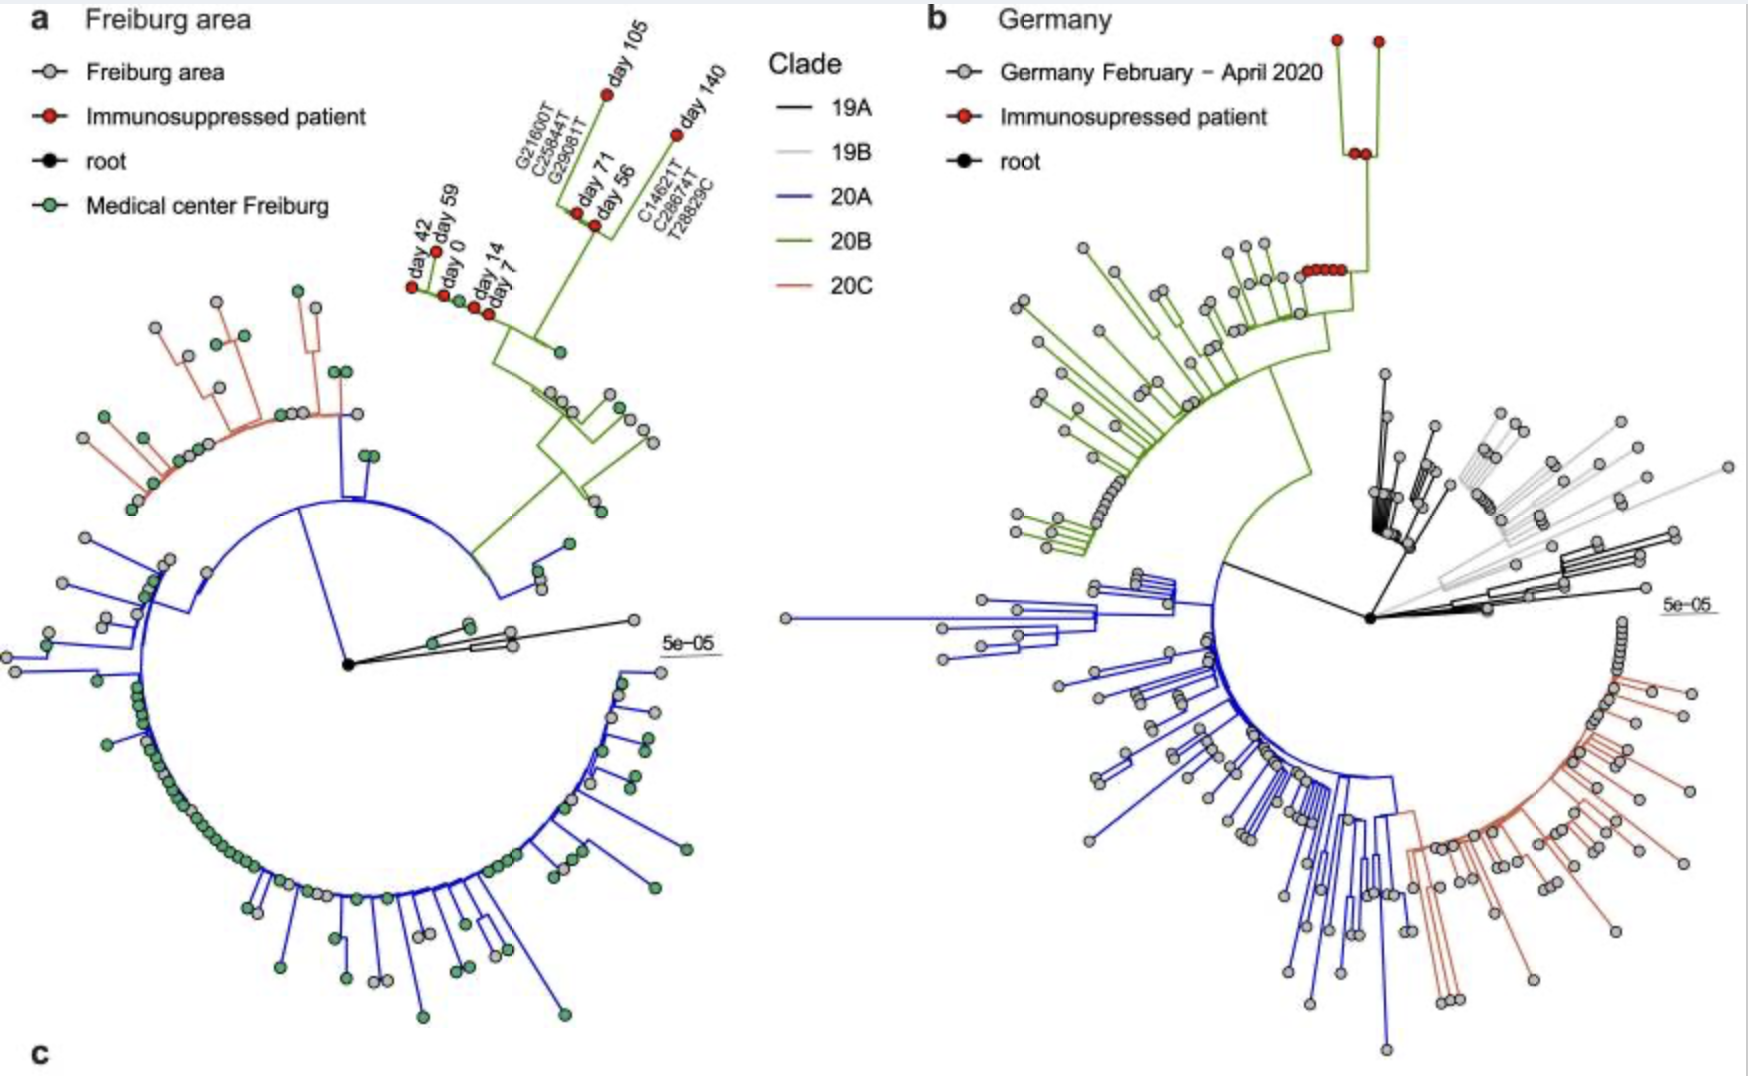 a Freiburg area
Freiburg area
Immunosuppressed patient
root
Medical center Freiburg
day 105
day 140
G21600T
C25844T
G29081T
day 71
day 56
C14621T
C28674T
T28829C
day 42
day 59
day 0
day 14
day 7
5e−05
Clade
19A
19B
20A
20B
20C
b Germany
Germany February − April 2020
Immunosupressed patient
root
5e−05
c